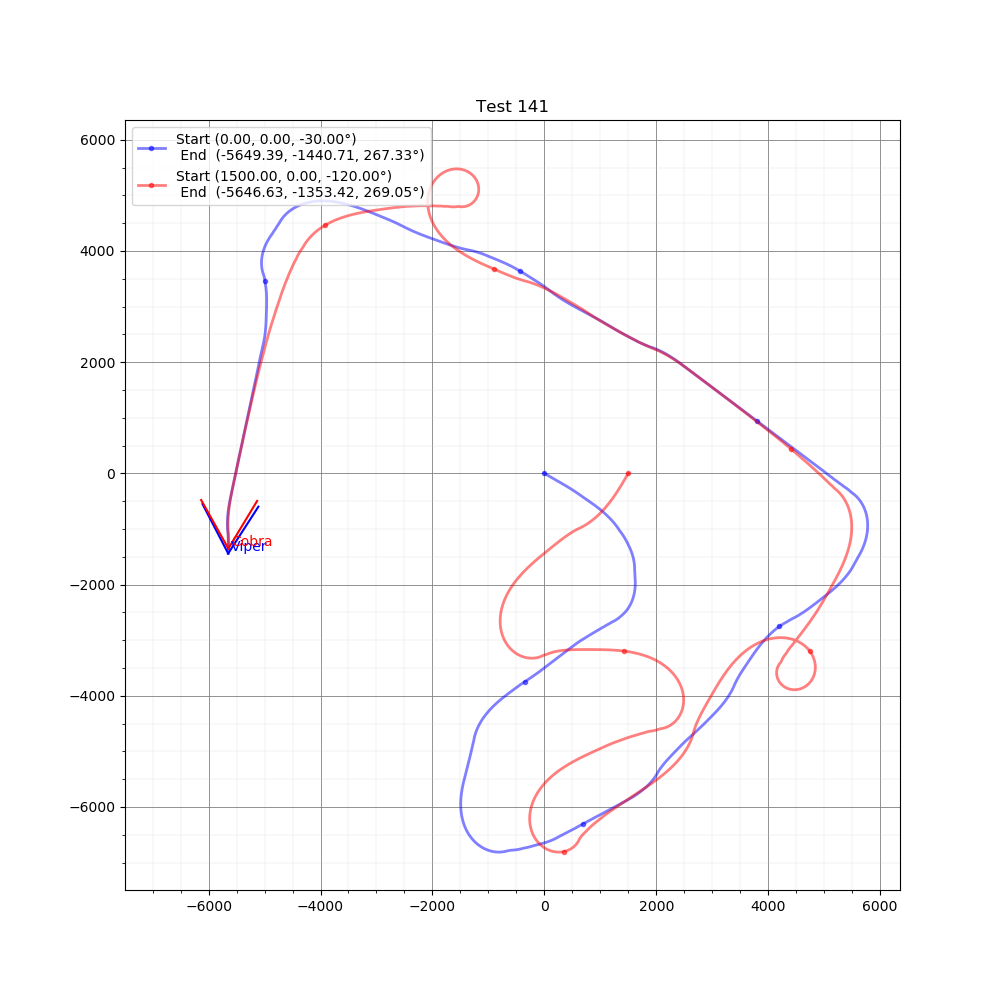 Test 141
Start (0.00, 0.00, -30.00°)
End (-5649.39, -1440.71, 267.33°)
Start (1500.00, 0.00, -120.00°)
End (-5646.63, -1353.42, 269.05°)
6000
4000
2000
0
−2000
−4000
−6000
Cobra
Viper
−6000 −4000 −2000 0 2000 4000 6000